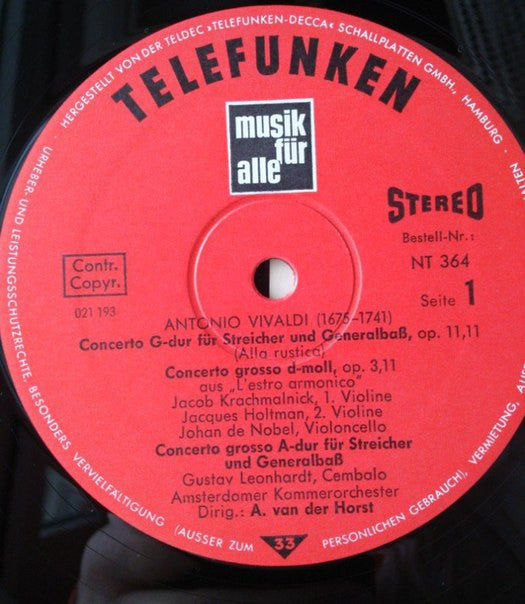 HERGESTELLT VON DER TELDEC »TELEFUNKEN-DECCA« SCHALLPLATTEN GMBH., HAMBURG ·
TELEFUNKEN
musik
für
alle
STEREO
Bestell-Nr.:
NT 364
Seite 1
Contr.
Copyr.
021 193
ANTONIO VIVALDI (1676–1741)
Concerto G-dur für Streicher und Generalbaß, op. 11,11
(Alla rustica)
Concerto grosso d-moll, op. 3,11
aus „L'estro armonico"
Jacob Krachmalnick, 1. Violine
Jacques Holtman, 2. Violine
Johan de Nobel, Violoncello
Concerto grosso A-dur für Streicher
und Generalbaß
Gustav Leonhardt, Cembalo
Amsterdamer Kammerorchester
Dirig.: A. van der Horst
33
URHEBER- UND LEISTUNGSSCHUTZRECHTE. BESONDERS VERVIELFÄLTIGUNG (AUSSER ZUM PERSÖNLICHEN GEBRAUCH), VERMIETUNG,